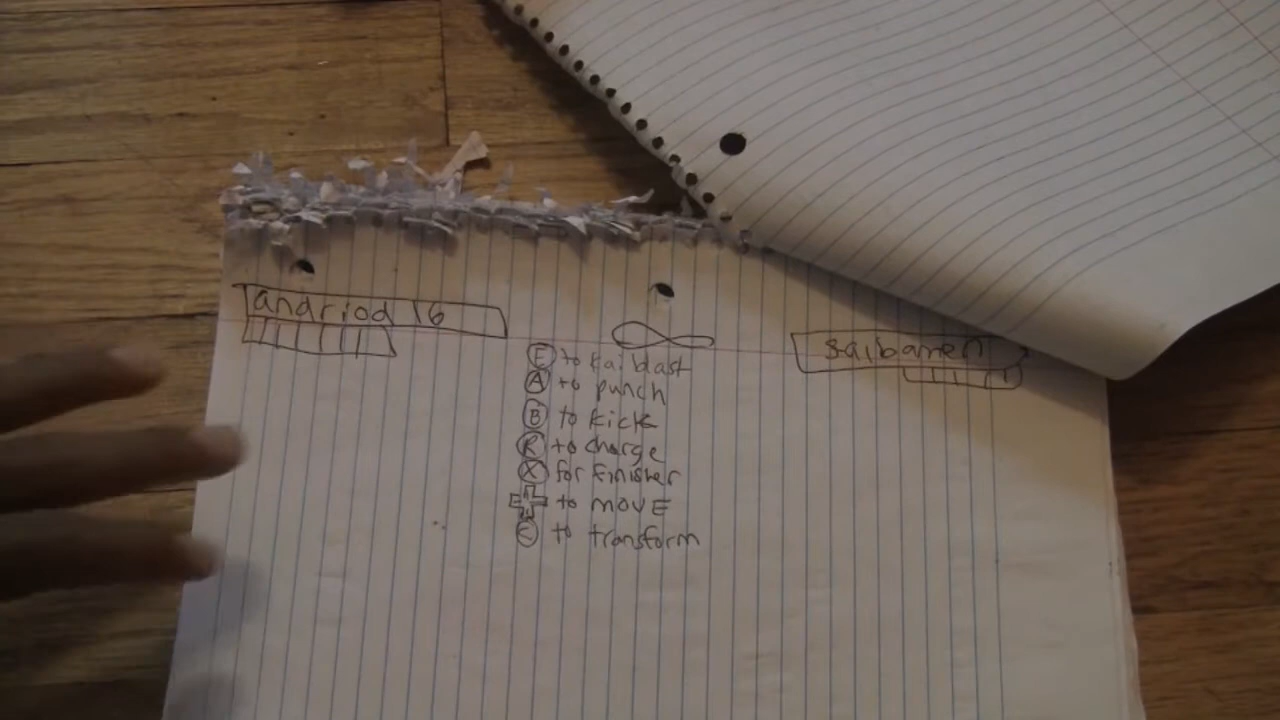 andriod 16
saibamen
E to kai blast
A to punch
B to kick
R to charge
X for finisher
to move
C to transform